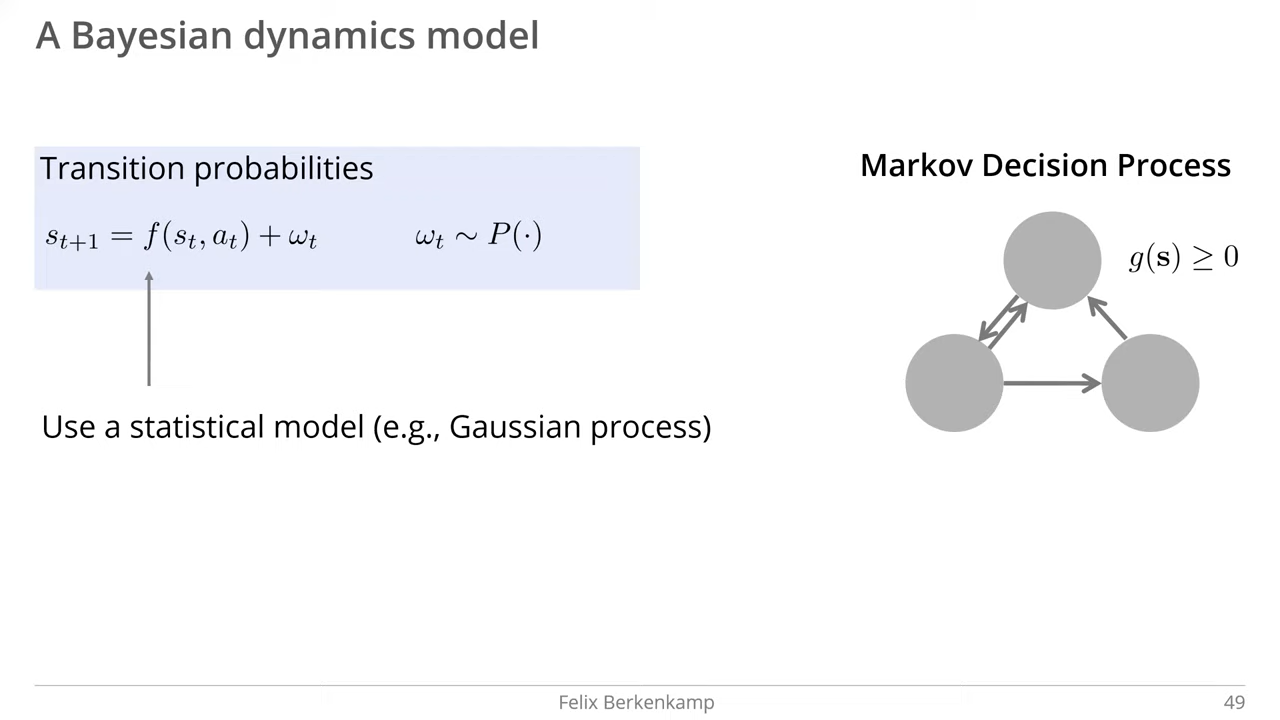 A Bayesian dynamics model
Transition probabilities
s_{t+1} = f(s_t, a_t) + ω_t ω_t ∼ P(·)
Use a statistical model (e.g., Gaussian process)
Markov Decision Process
g(𝐬) ≥ 0
Felix Berkenkamp
49